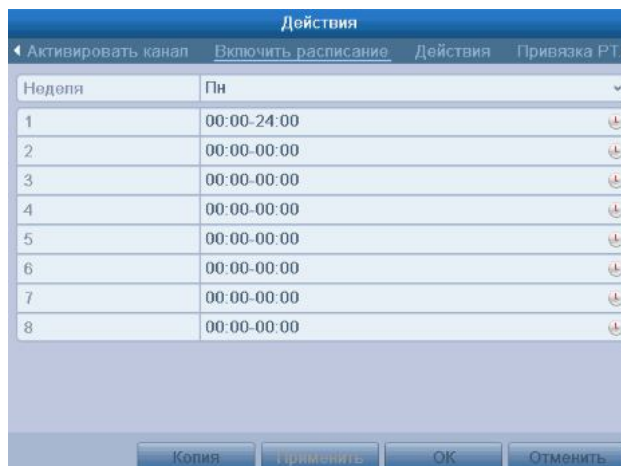 Действия
Активировать канал Включить расписание Действия Привязка PT
Неделя Пн
1 00:00-24:00
2 00:00-00:00
3 00:00-00:00
4 00:00-00:00
5 00:00-00:00
6 00:00-00:00
7 00:00-00:00
8 00:00-00:00
Копия Применить OK Отменить